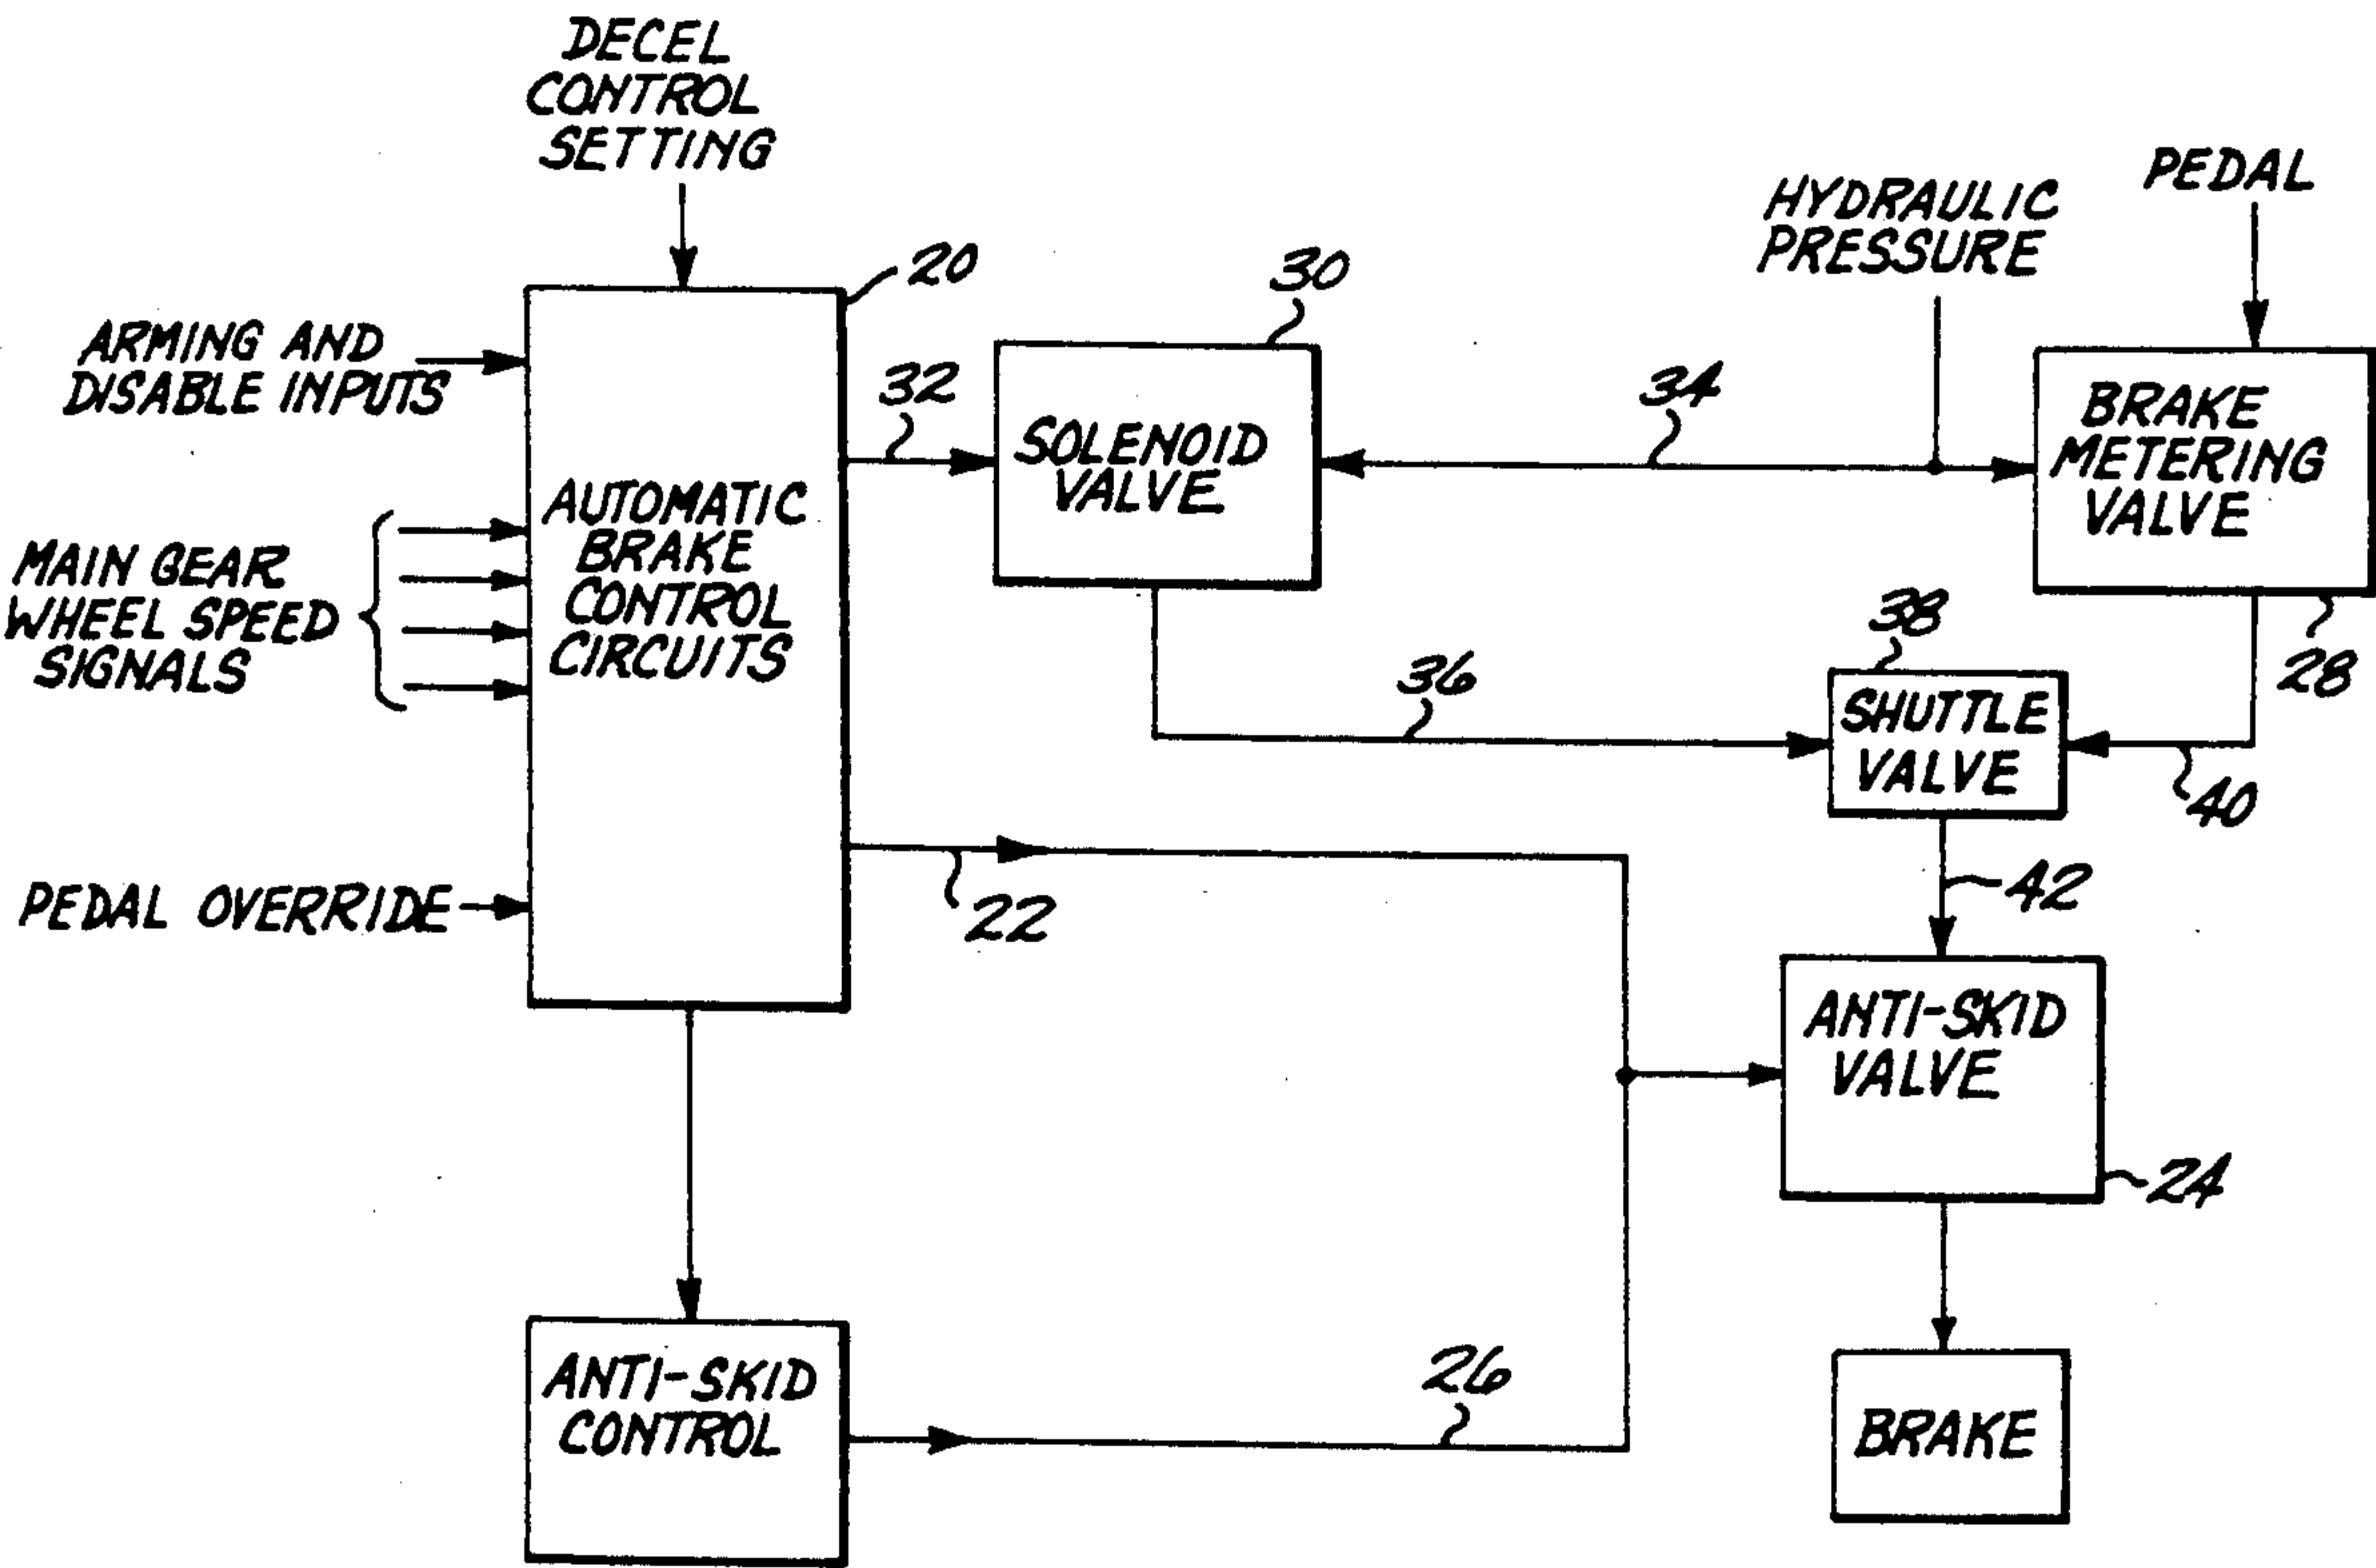 DECEL
CONTROL
SETTING
PEDAL
HYDRAULIC
PRESSURE
20
30
ARMING AND
DISABLE INPUTS
32
34
SOLENOID
VALVE
BRAKE
METERING
VALVE
AUTOMATIC
BRAKE
CONTROL
CIRCUITS
MAIN GEAR
WHEEL SPEED
SIGNALS
38
28
36
SHUTTLE
VALVE
40
PEDAL OVERRIDE
22
42
ANTI-SKID
VALVE
24
ANTI-SKID
CONTROL
26
BRAKE